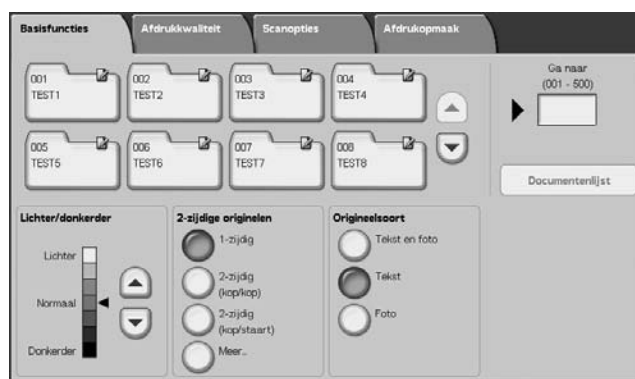 Basisfuncties
Afdrukkwaliteit
Scanopties
Afdrukopmaak
001
TEST1
002
TEST2
003
TEST3
004
TEST4
Ga naar
(001 - 500)
005
TEST5
006
TEST6
007
TEST7
008
TEST8
Documentenlijst
Lichter/donkerder
Lichter
Normaal
Donkerder
2-zijdige originelen
1-zijdig
2-zijdig
(kop/kop)
2-zijdig
(kop/staart)
Meer..
Origineelsoort
Tekst en foto
Tekst
Foto